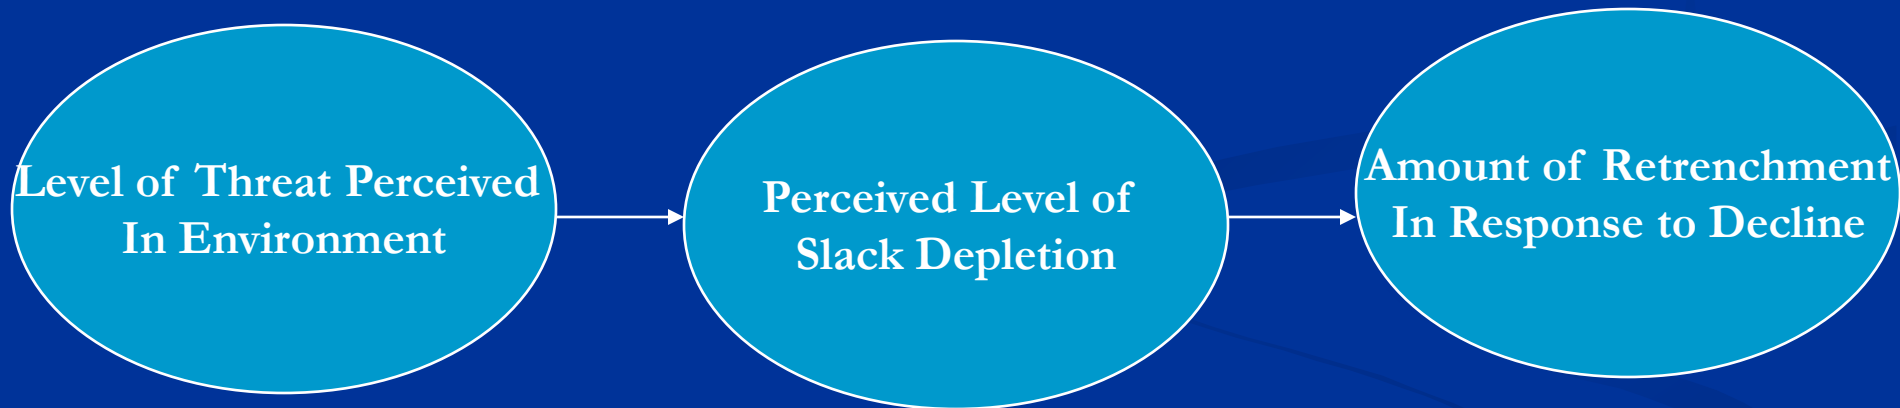 Level of Threat Perceived
In Environment
Perceived Level of
Slack Depletion
Amount of Retrenchment
In Response to Decline